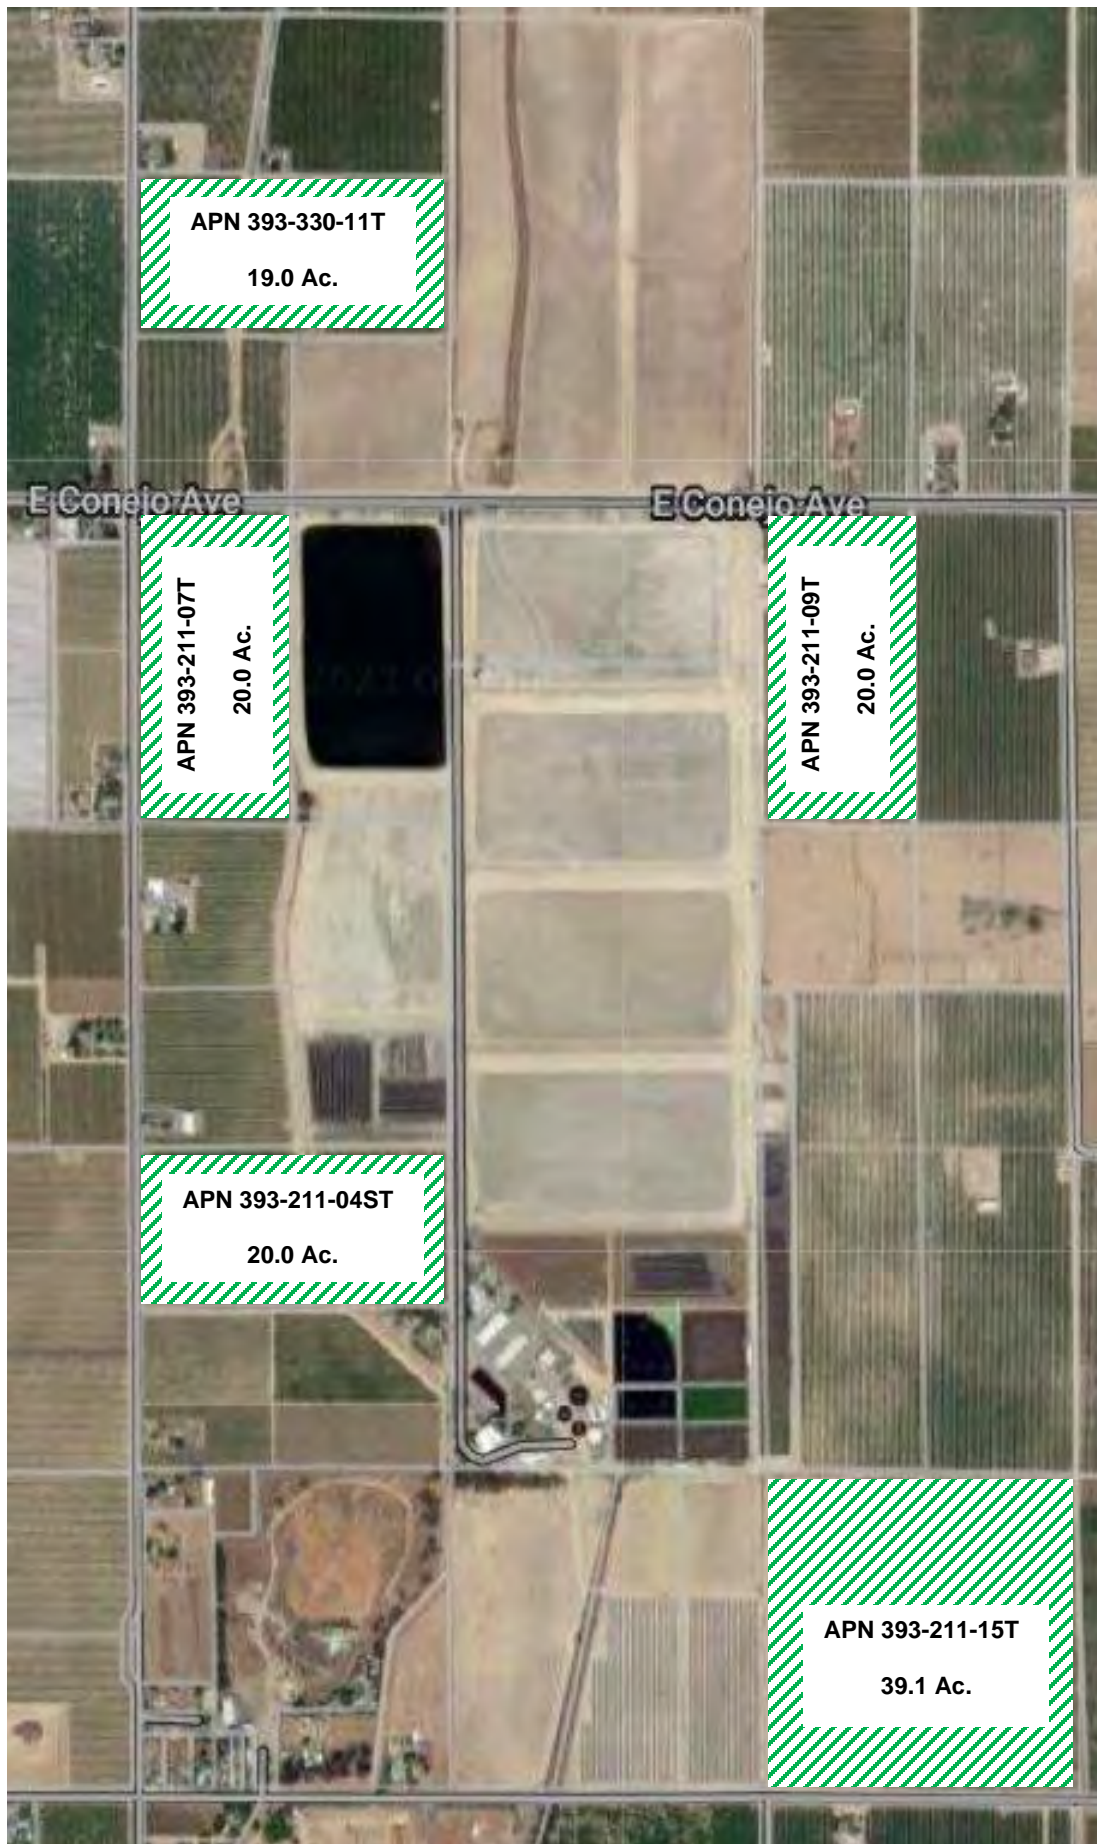 APN 393-330-11T
19.0 Ac.
E Conejo Ave
E Conejo Ave
APN 393-211-07T
20.0 Ac.
APN 393-211-09T
20.0 Ac.
APN 393-211-04ST
20.0 Ac.
APN 393-211-15T
39.1 Ac.